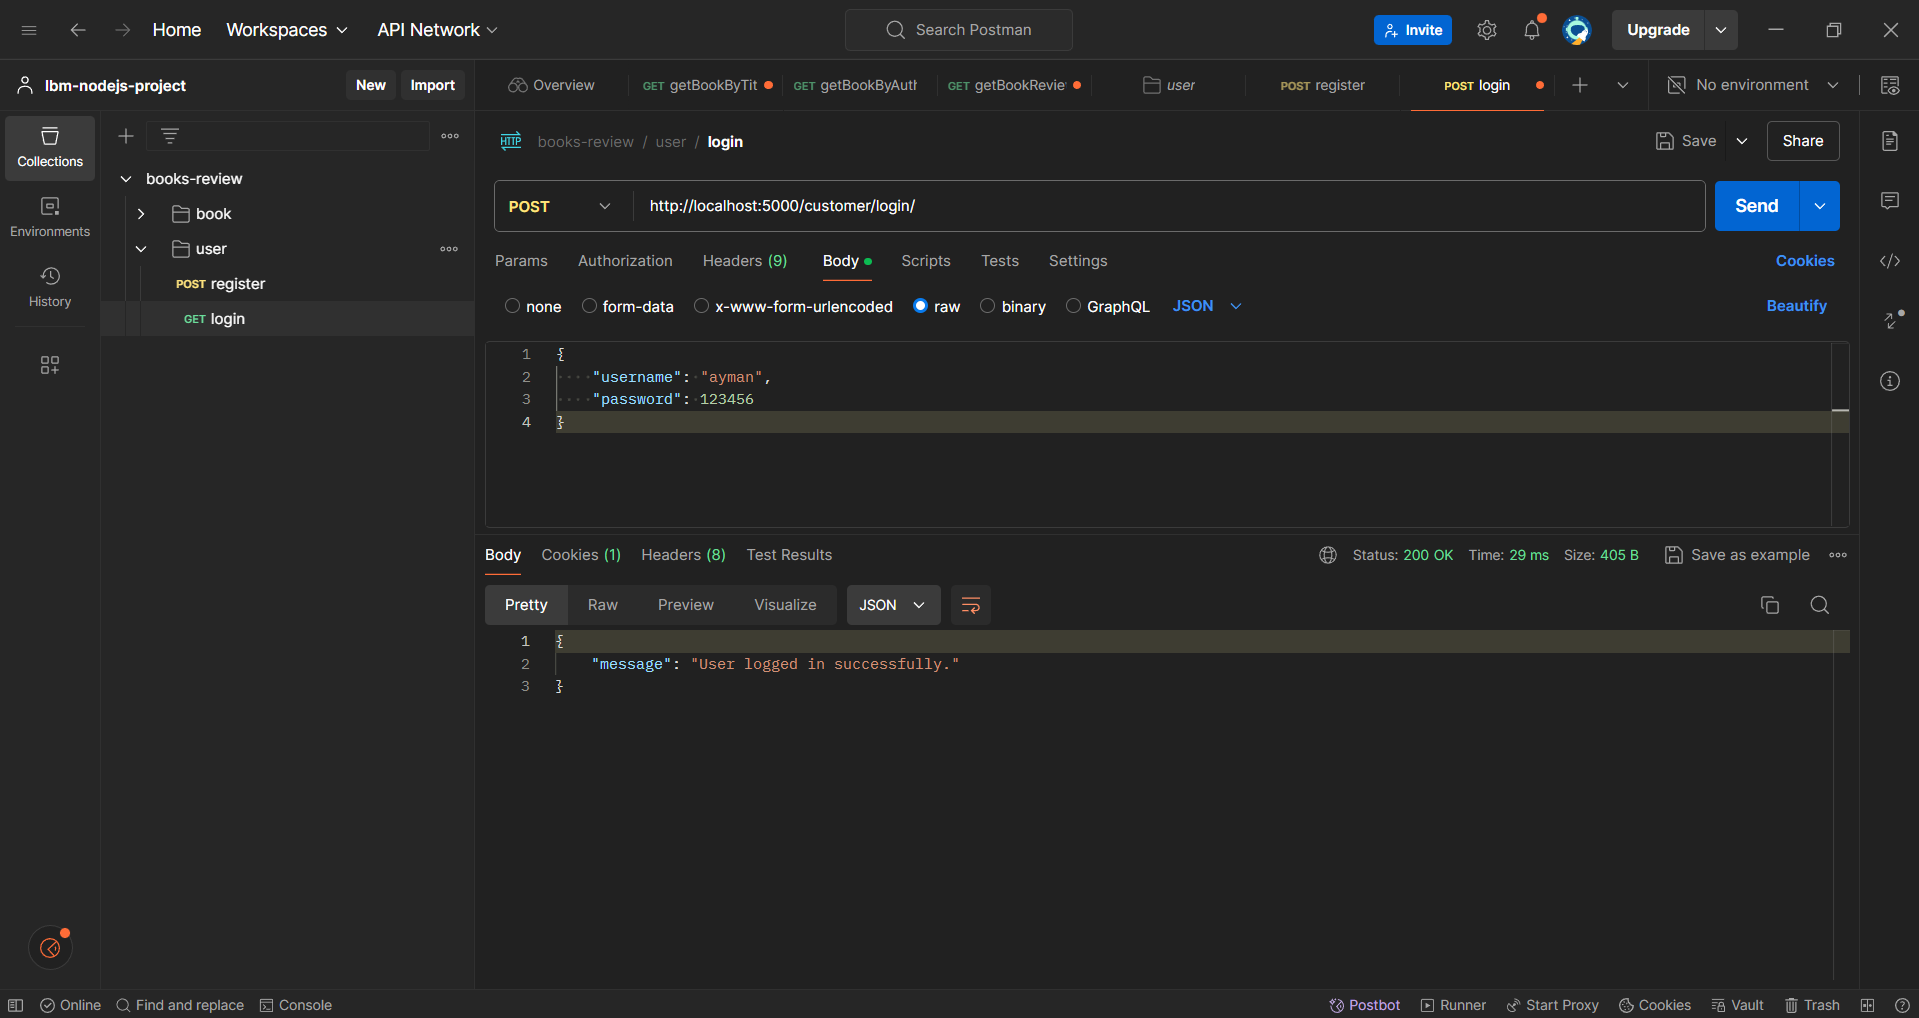 Home Workspaces API Network Search Postman Invite Upgrade
lbm-nodejs-project New Import Overview GET getBookByTit GET getBookByAuth GET getBookRevie user POST register POST login No environment
Collections
Environments
History
books-review
book
user
POST register
GET login
HTTP books-review / user / login Save Share
POST http://localhost:5000/customer/login/ Send
Params Authorization Headers (9) Body Scripts Tests Settings Cookies
none form-data x-www-form-urlencoded raw binary GraphQL JSON Beautify
1 {
2 "username": "ayman",
3 "password": 123456
4 }
Body Cookies (1) Headers (8) Test Results Status: 200 OK Time: 29 ms Size: 405 B Save as example
Pretty Raw Preview Visualize JSON
1 {
2 "message": "User logged in successfully."
3 }
Online Find and replace Console Postbot Runner Start Proxy Cookies Vault Trash